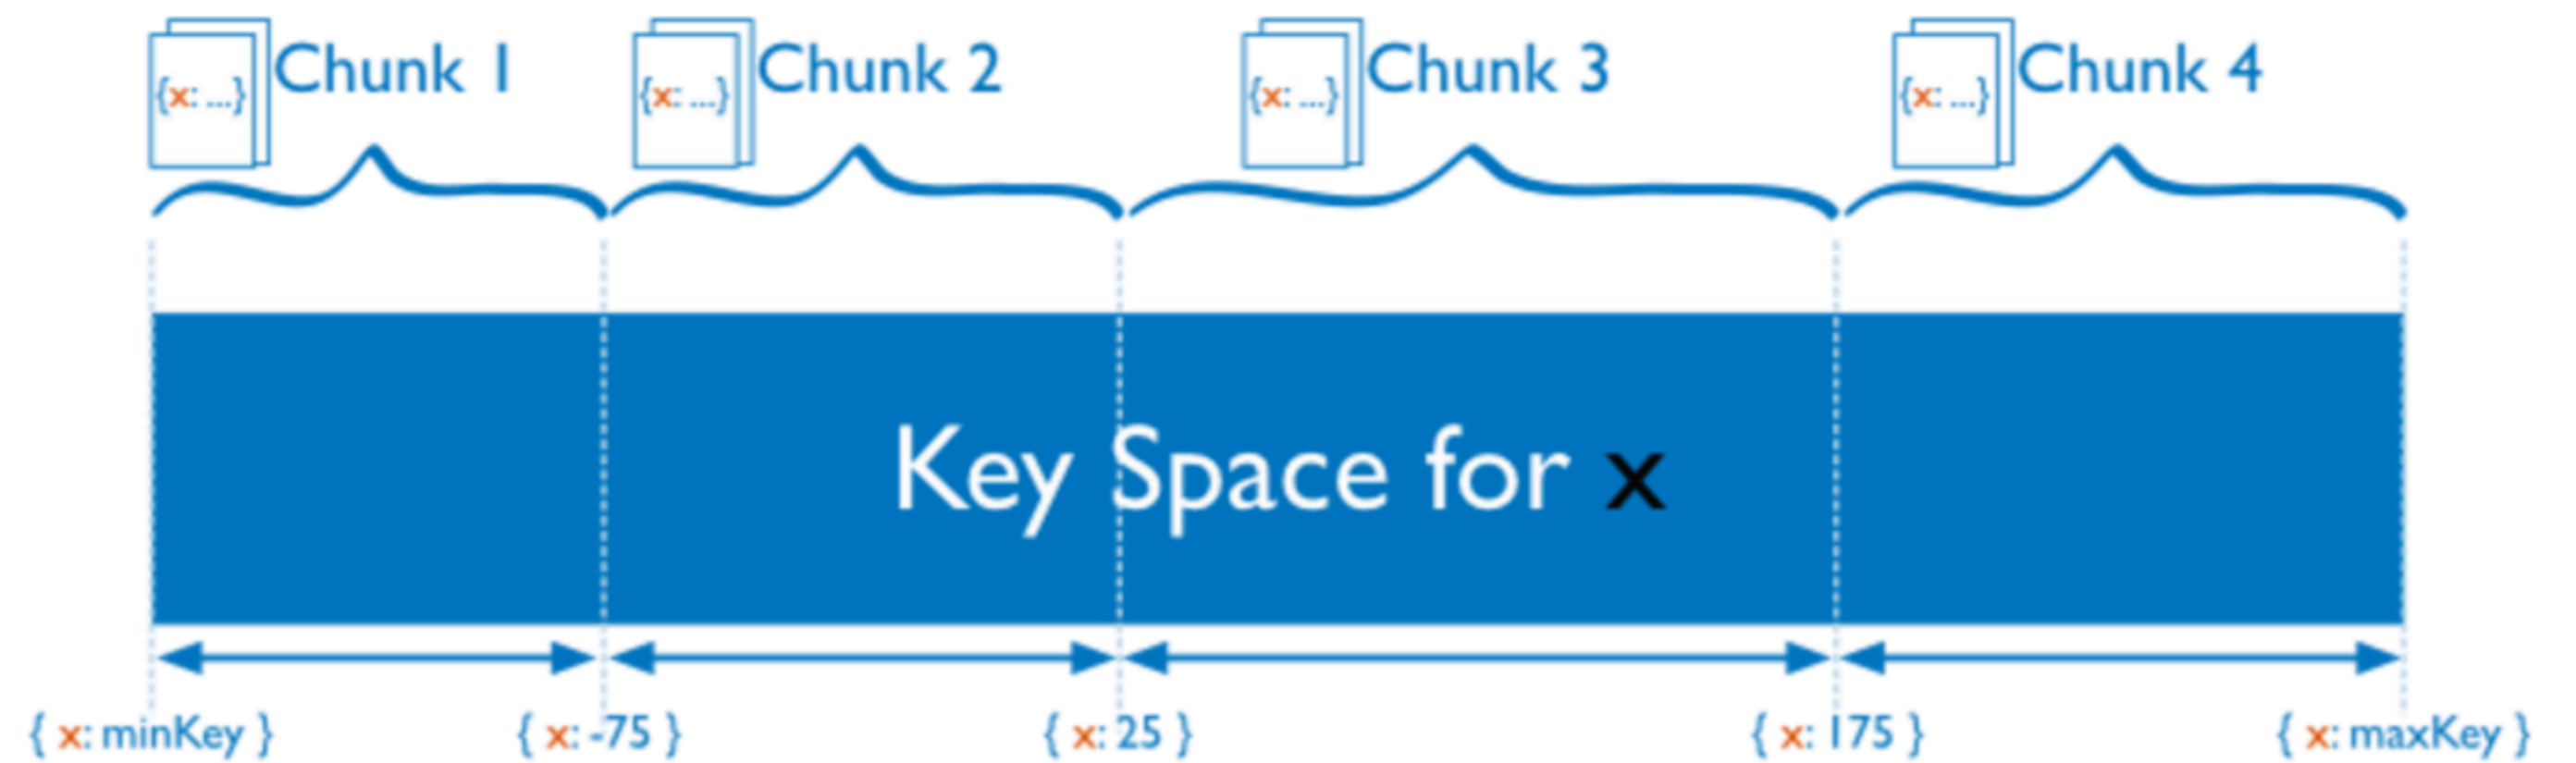 {x: ...} Chunk 1
{x: ...} Chunk 2
{x: ...} Chunk 3
{x: ...} Chunk 4
Key Space for x
{ x: minKey }
{ x: -75 }
{ x: 25 }
{ x: 175 }
{ x: maxKey }